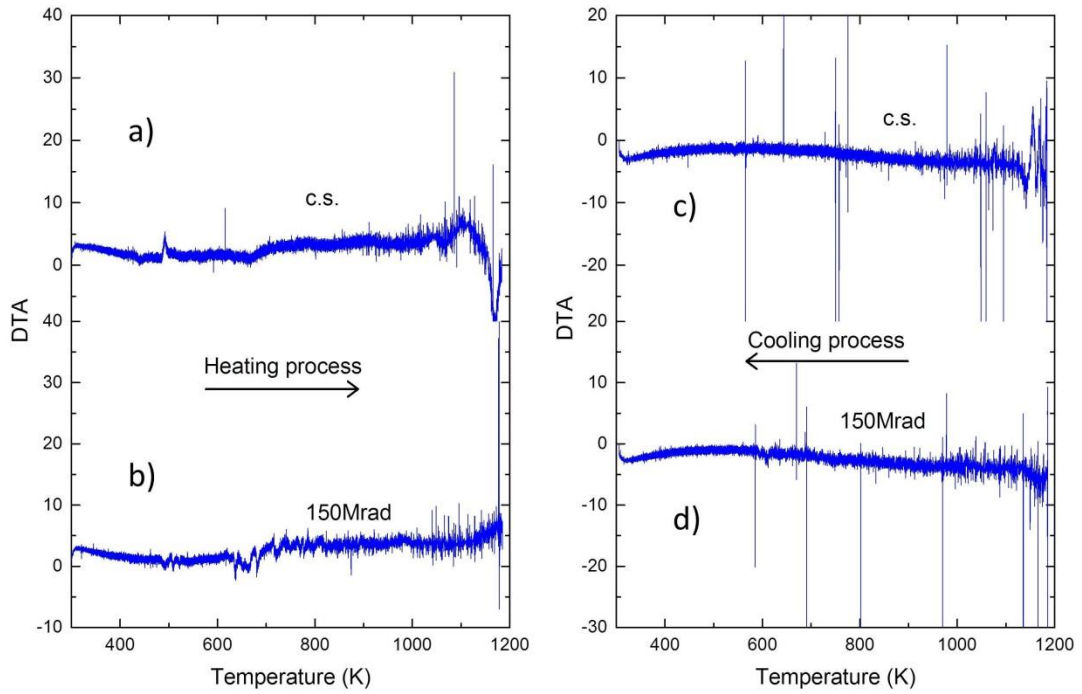 40
30
20
10
0
40
30
20
10
0
-10
DTA
400 600 800 1000 1200
Temperature (K)
a)
c.s.
Heating process
b)
150Mrad
20
10
0
-10
-20
20
10
0
-10
-20
-30
DTA
400 600 800 1000 1200
Temperature (K)
c.s.
c)
Cooling process
150Mrad
d)